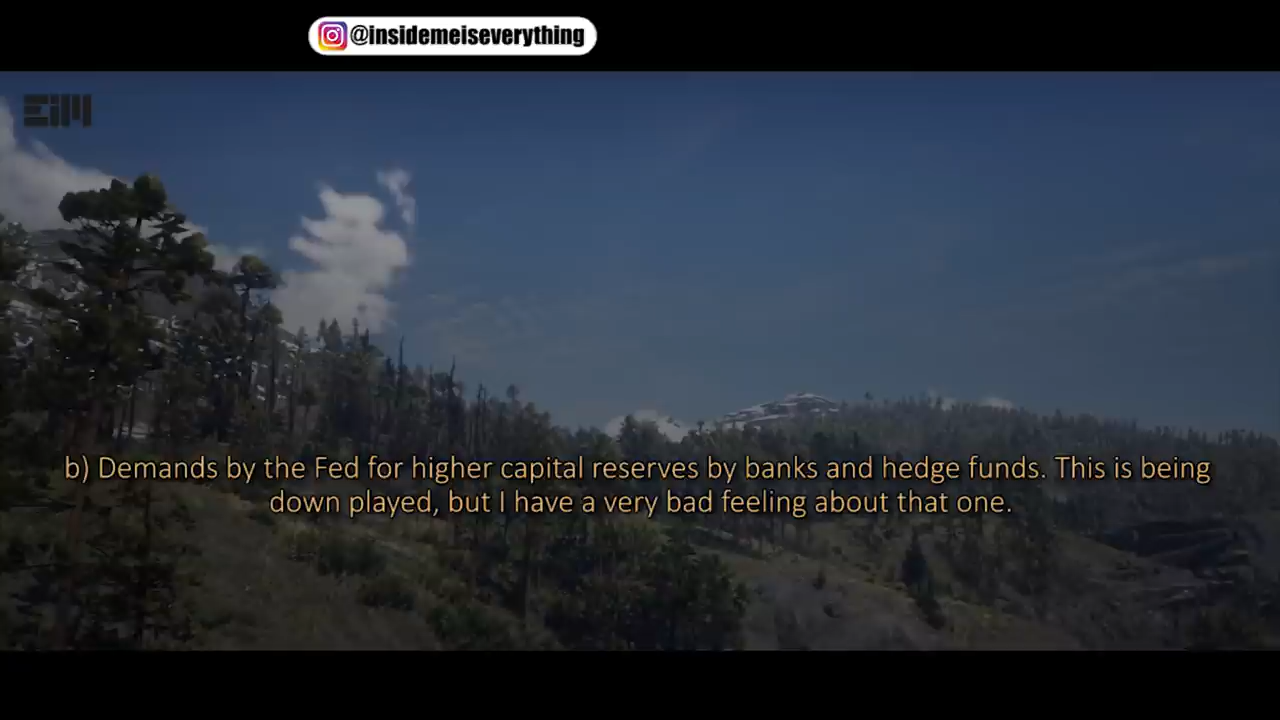 @insidemeiseverything
EiM
b) Demands by the Fed for higher capital reserves by banks and hedge funds. This is being
down played, but I have a very bad feeling about that one.